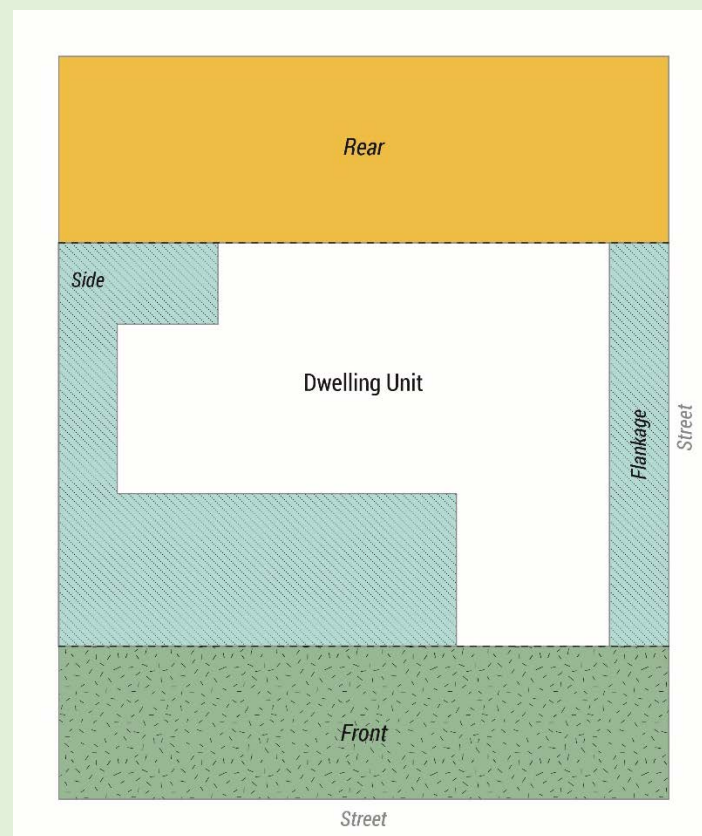 Rear
Side
Dwelling Unit
Flankage
Street
Front
Street